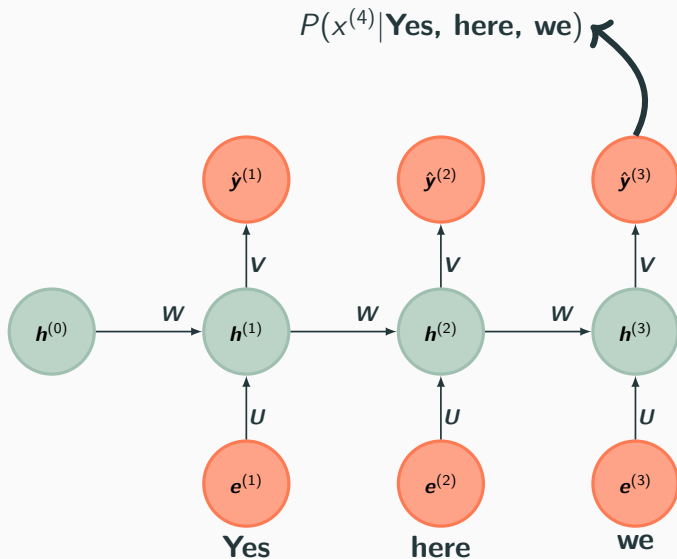 P(x⁽⁴⁾|Yes, here, we)
ŷ⁽¹⁾ ŷ⁽²⁾ ŷ⁽³⁾
V V V
W W W
h⁽⁰⁾ h⁽¹⁾ h⁽²⁾ h⁽³⁾
U U U
e⁽¹⁾ e⁽²⁾ e⁽³⁾
Yes here we